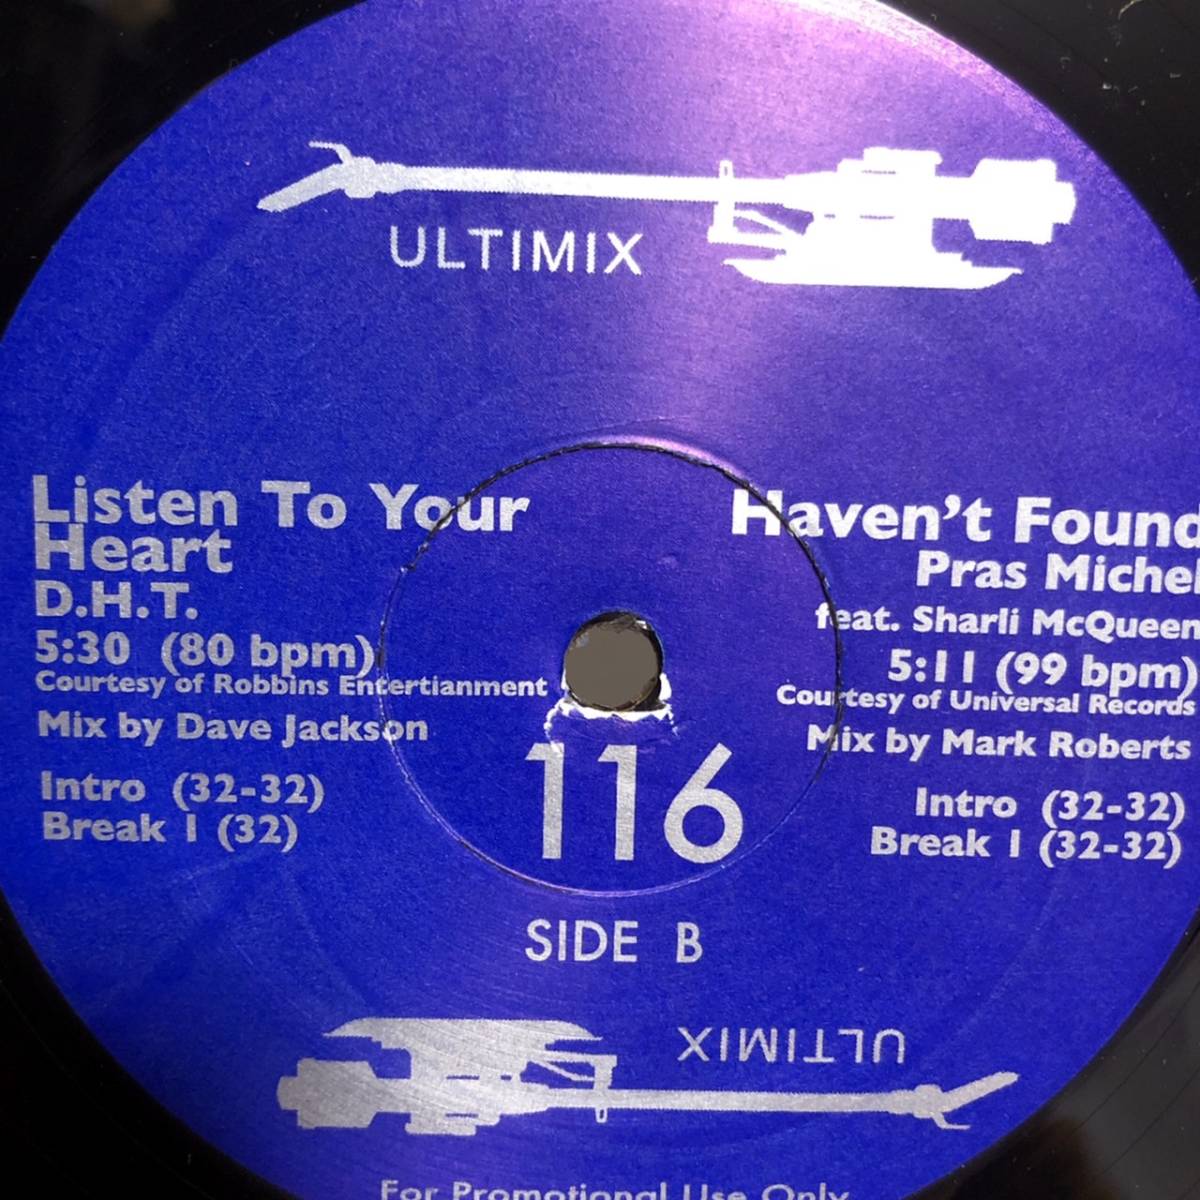 ULTIMIX
Listen To Your
Heart
D.H.T.
5:30 (80 bpm)
Courtesy of Robbins Entertianment
Mix by Dave Jackson
Intro (32-32)
Break 1 (32)
Haven't Found
Pras Michel
feat. Sharli McQueen
5:11 (99 bpm)
Courtesy of Universal Records
Mix by Mark Roberts
Intro (32-32)
Break 1 (32-32)
116
SIDE B
ULTIMIX
For Promotional Use Only